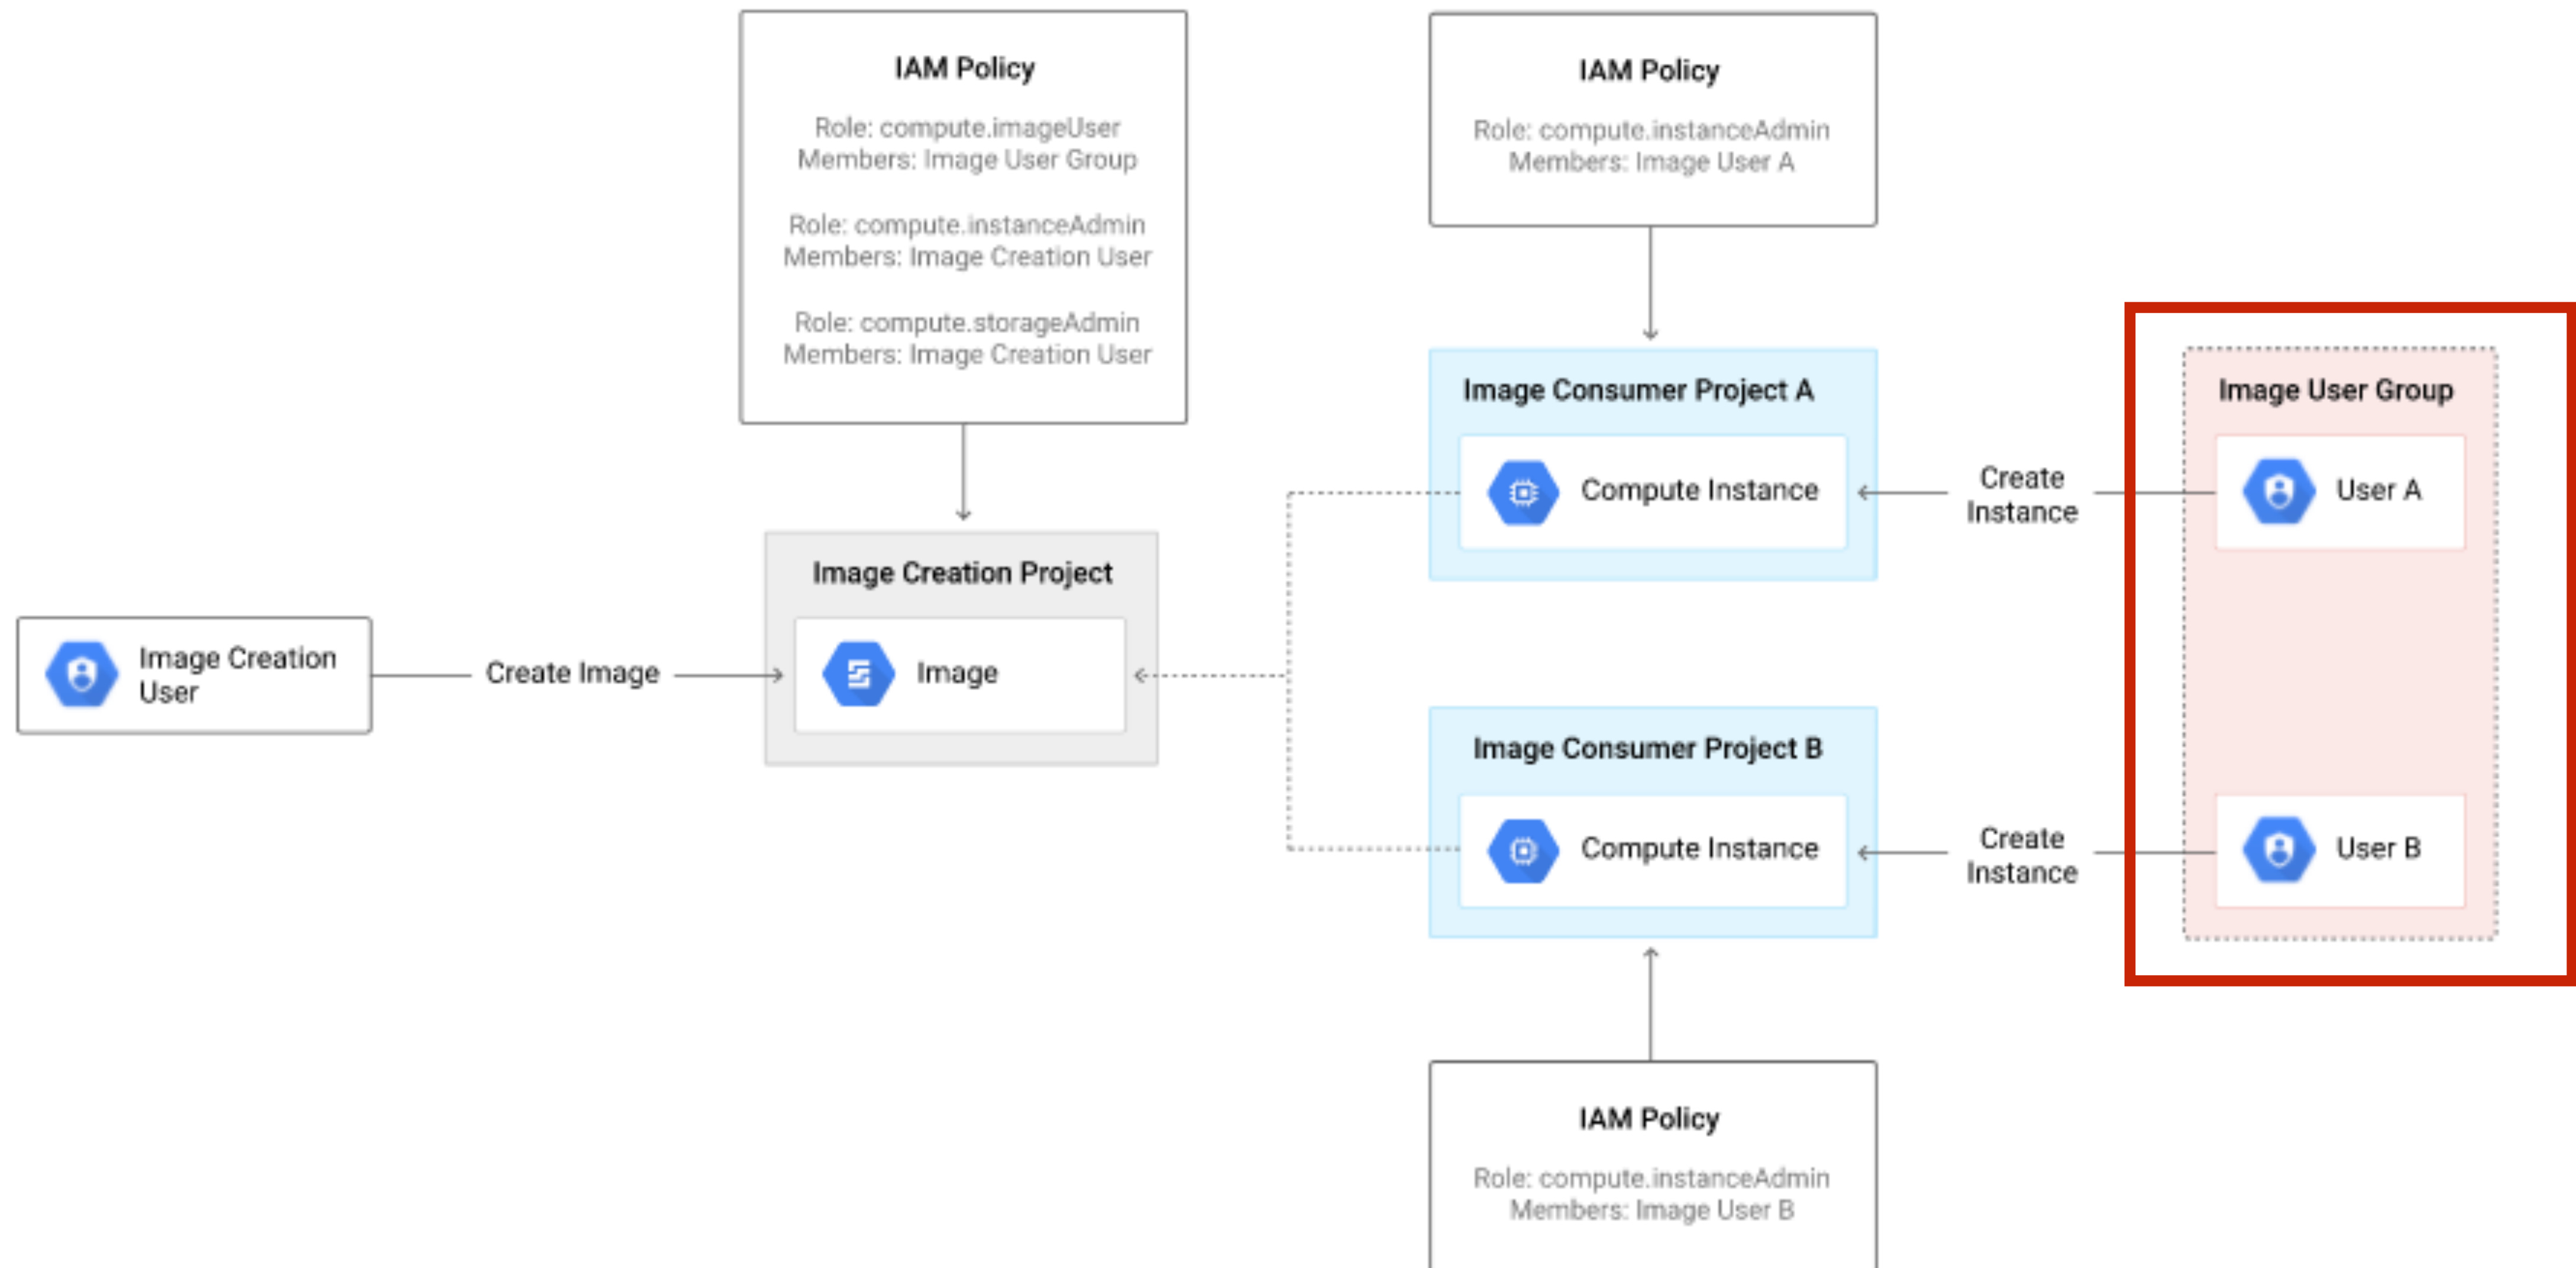 IAM Policy
Role: compute.imageUser
Members: Image User Group
Role: compute.instanceAdmin
Members: Image Creation User
Role: compute.storageAdmin
Members: Image Creation User
IAM Policy
Role: compute.instanceAdmin
Members: Image User A
Image Creation
User
Create Image
Image Creation Project
Image
Image Consumer Project A
Compute Instance
Create
Instance
Image User Group
User A
Image Consumer Project B
Compute Instance
Create
Instance
User B
IAM Policy
Role: compute.instanceAdmin
Members: Image User B